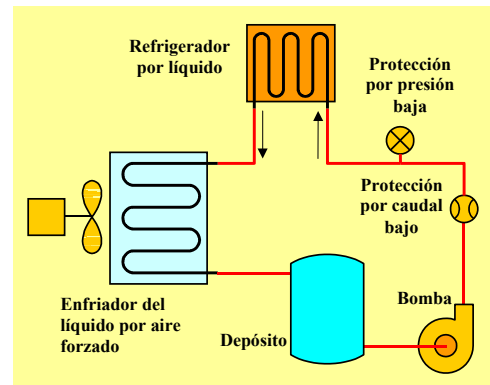 Refrigerador
por líquido
Protección
por presión
baja
Protección
por caudal
bajo
Bomba
Depósito
Enfriador del
líquido por aire
forzado